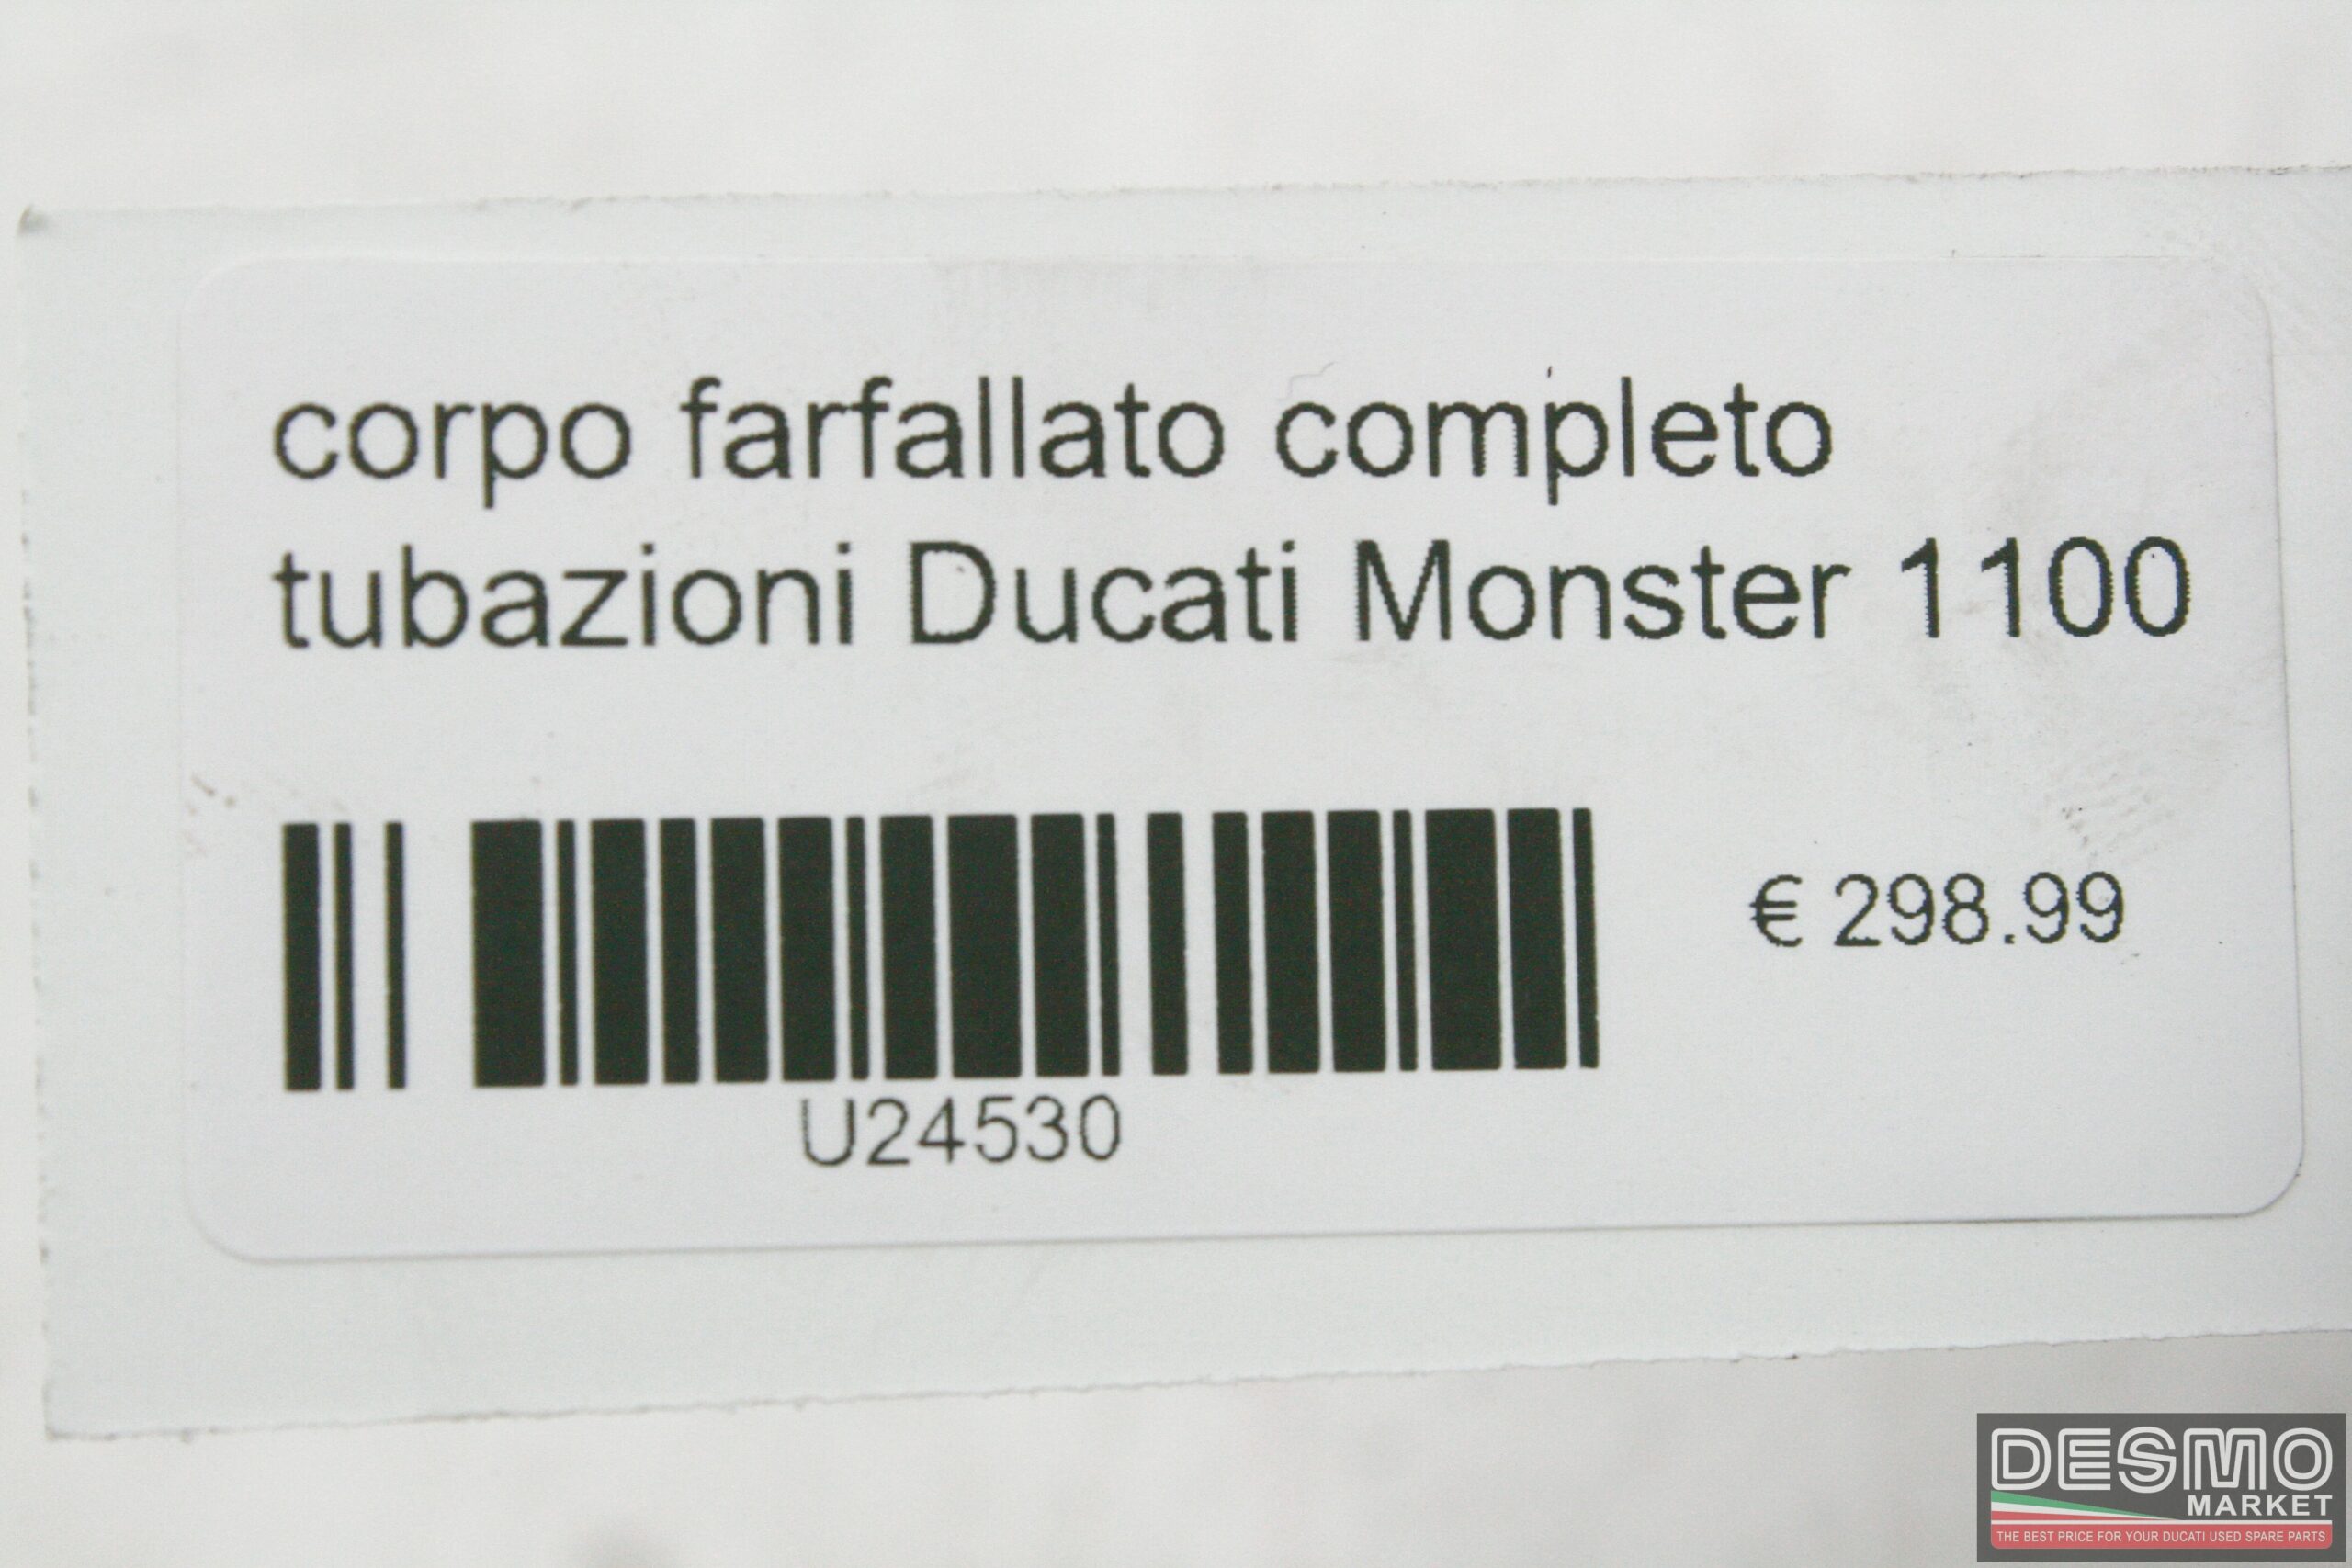 corpo farfallato completo
tubazioni Ducati Monster 1100
€ 298.99
U24530
DESMO
MARKET
THE BEST PRICE FOR YOUR DUCATI USED SPARE PARTS